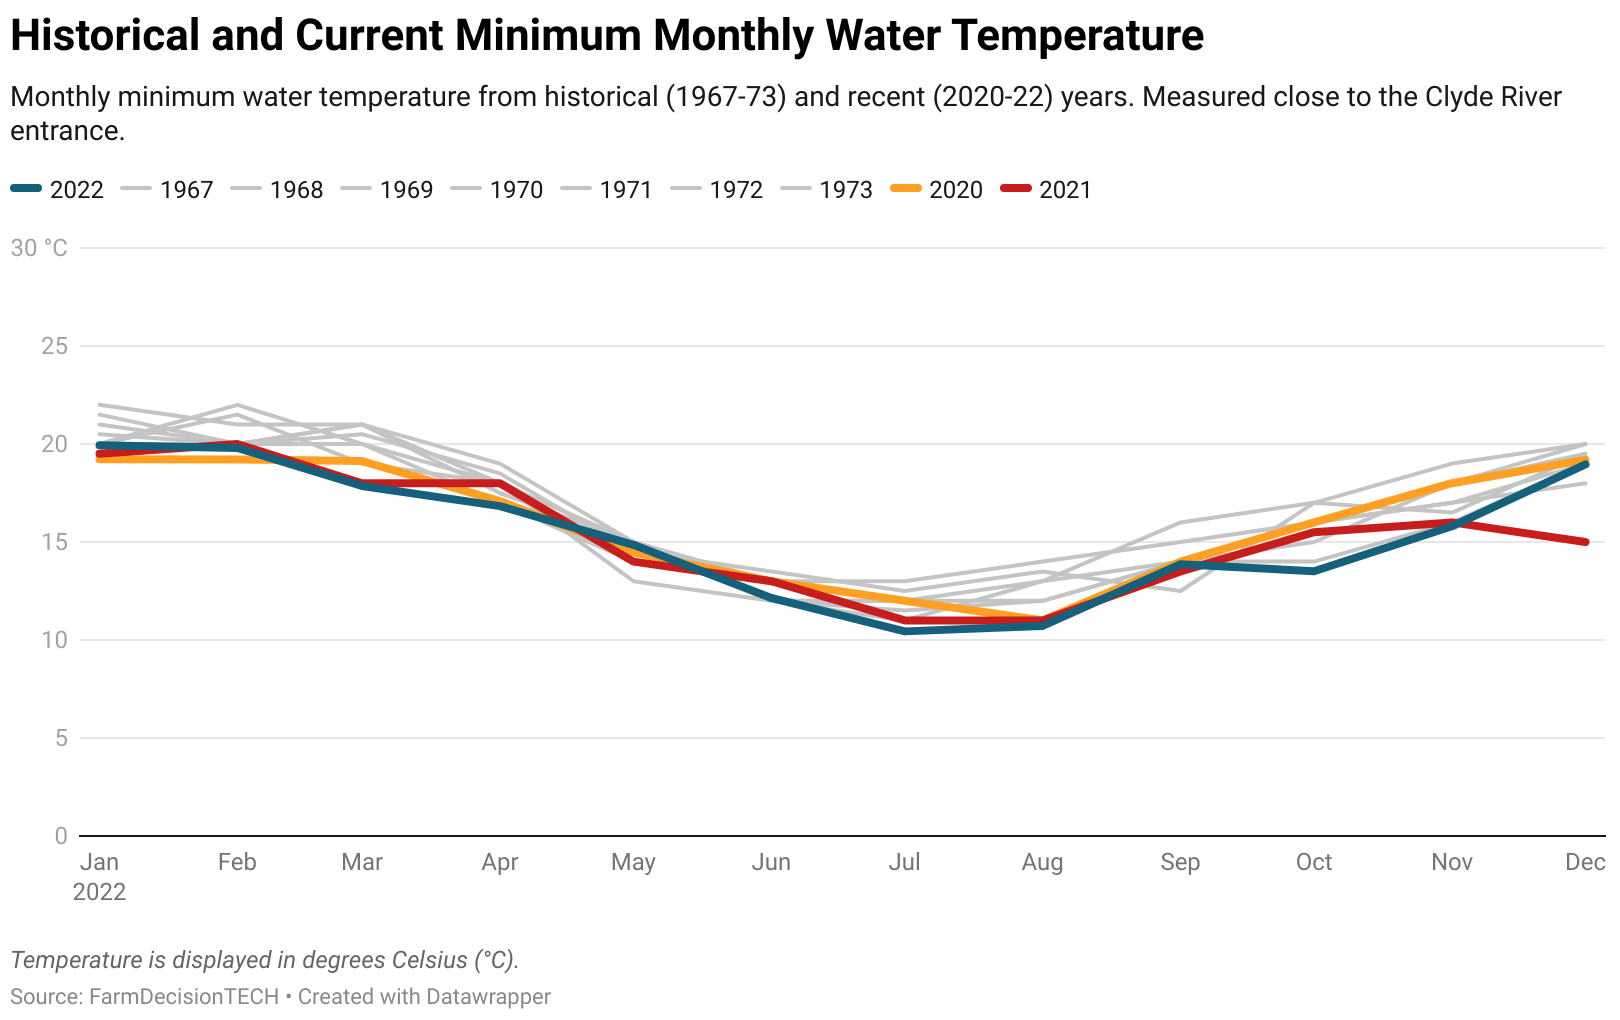 Historical and Current Minimum Monthly Water Temperature
Monthly minimum water temperature from historical (1967-73) and recent (2020-22) years. Measured close to the Clyde River
entrance.
2022 1967 1968 1969 1970 1971 1972 1973 2020 2021
30 °C
25
20
15
10
5
0
Jan Feb Mar Apr May Jun Jul Aug Sep Oct Nov Dec
2022
Temperature is displayed in degrees Celsius (°C).
Source: FarmDecisionTECH • Created with Datawrapper